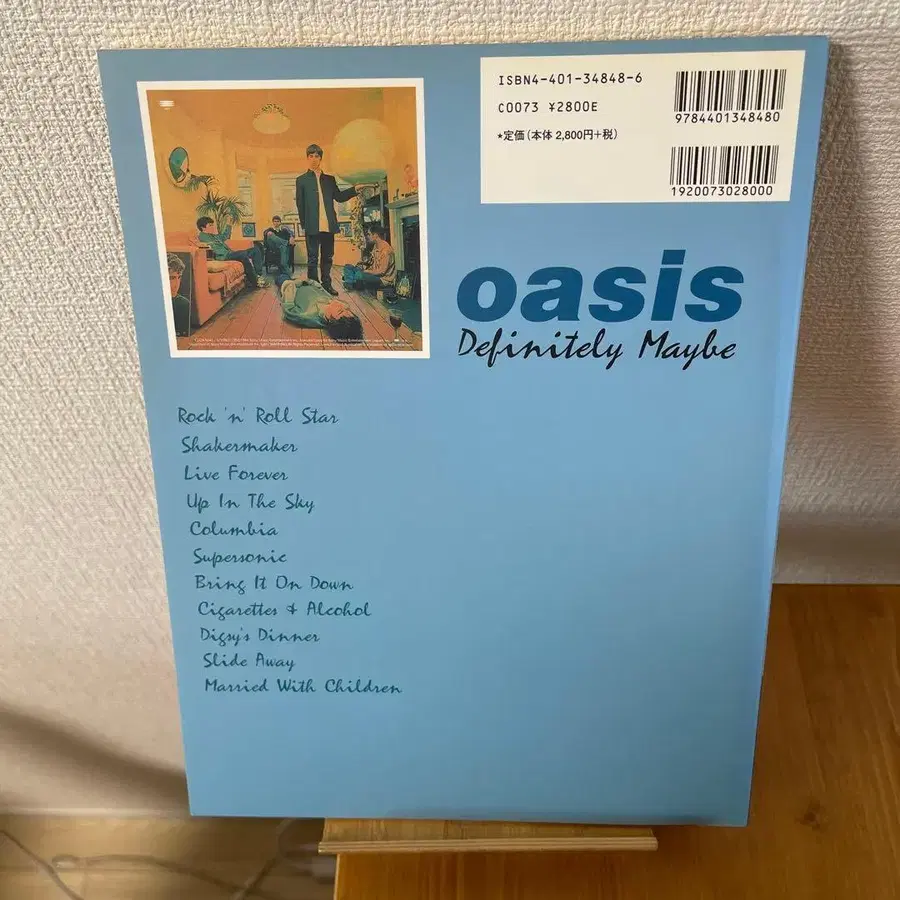 ISBN4-401-34848-6
C0073 ¥2800E
*定価(本体 2,800円+税)
9784401348480
1920073028000
oasis
Definitely Maybe
Rock 'n' Roll Star
Shakermaker
Live Forever
Up In The Sky
Columbia
Supersonic
Bring It On Down
Cigarettes & Alcohol
Digsy's Dinner
Slide Away
Married With Children